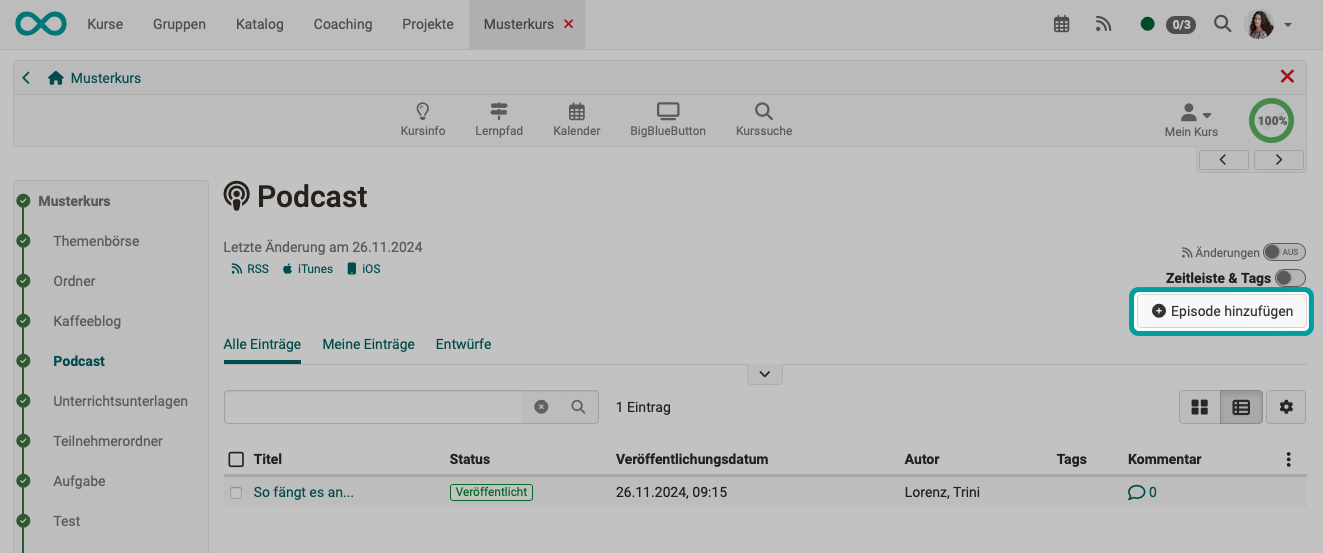 Kurse Gruppen Katalog Coaching Projekte Musterkurs 0/3
Musterkurs
Kursinfo Lernpfad Kalender BigBlueButton Kurssuche Mein Kurs 100%
Musterkurs
Themenbörse
Ordner
Kaffeeblog
Podcast
Unterrichtsunterlagen
Teilnehmerordner
Aufgabe
Test
Podcast
Letzte Änderung am 26.11.2024
RSS iTunes iOS
Änderungen AUS
Zeitleiste & Tags
Episode hinzufügen
Alle Einträge Meine Einträge Entwürfe
1 Eintrag
Titel Status Veröffentlichungsdatum Autor Tags Kommentar
So fängt es an... Veröffentlicht 26.11.2024, 09:15 Lorenz, Trini 0